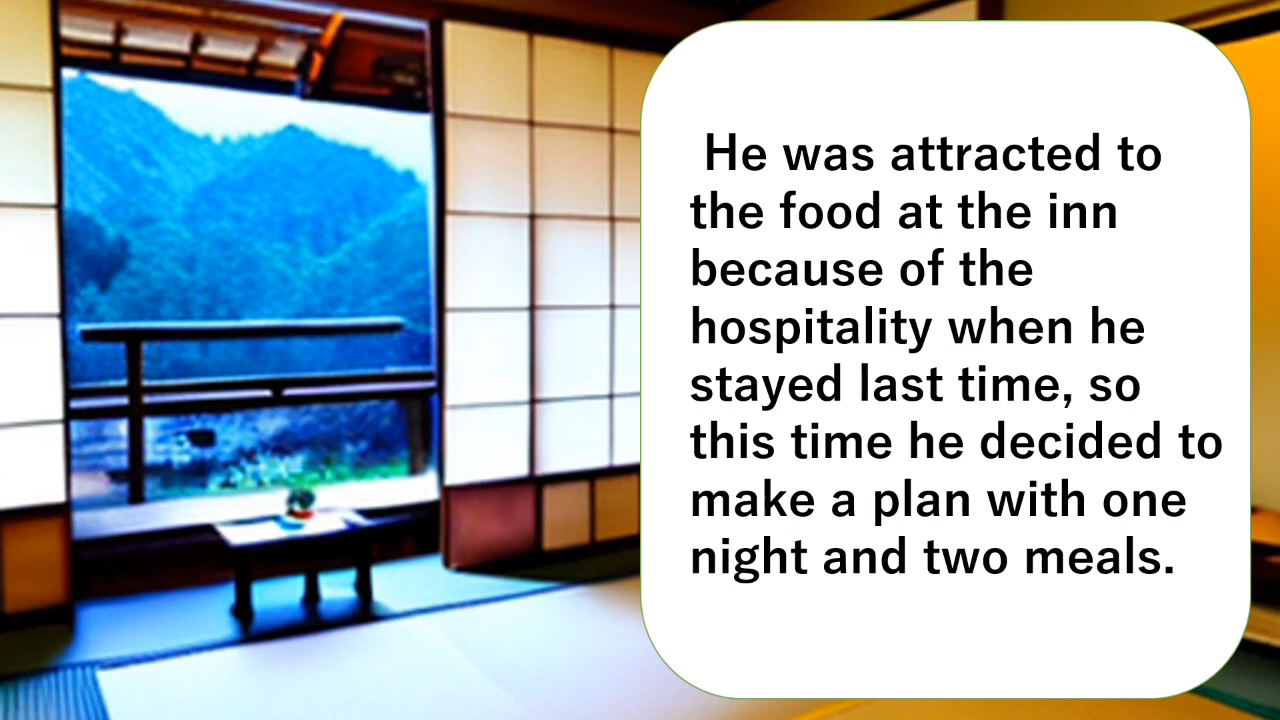 He was attracted to
the food at the inn
because of the
hospitality when he
stayed last time, so
this time he decided to
make a plan with one
night and two meals.